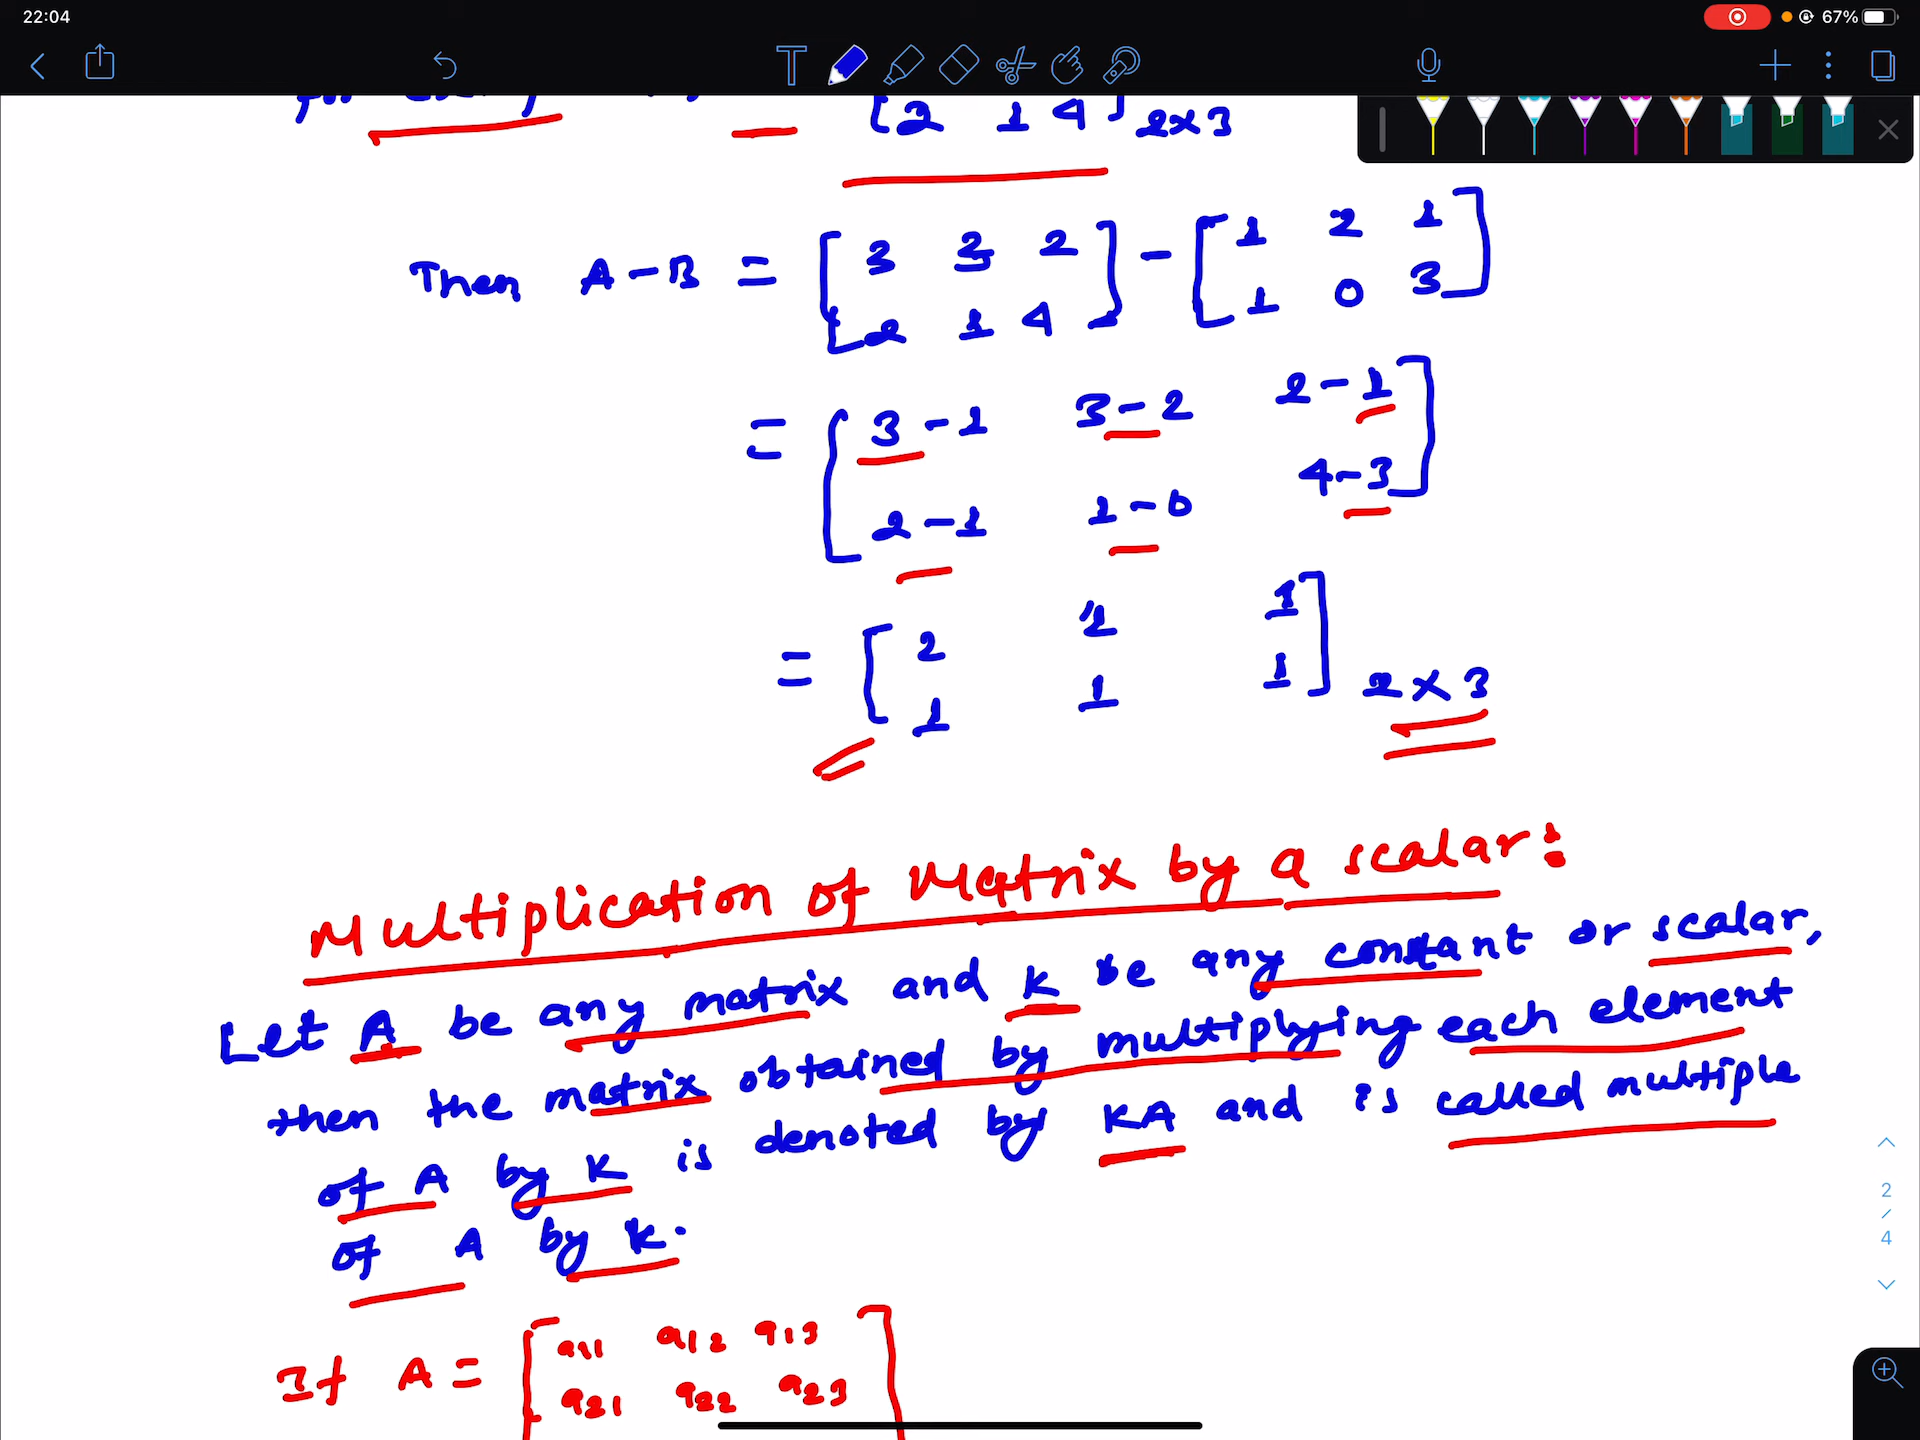 22:04
67%
[2 1 4] 2x3
Then A-B = [3 3 2 - [1 2 1
2 1 4] 1 0 3]
= [3-1 3-2 2-1
2-1 1-0 4-3]
= [2 1 1
1 1 1] 2x3
Multiplication of Matrix by a scalar:
Let A be any matrix and k be any constant or scalar,
then the matrix obtained by multiplying each element
of A by k is denoted by KA and is called multiple
of A by k.
If A = [a11 a12 a13
a21 a22 a23
2
/
4